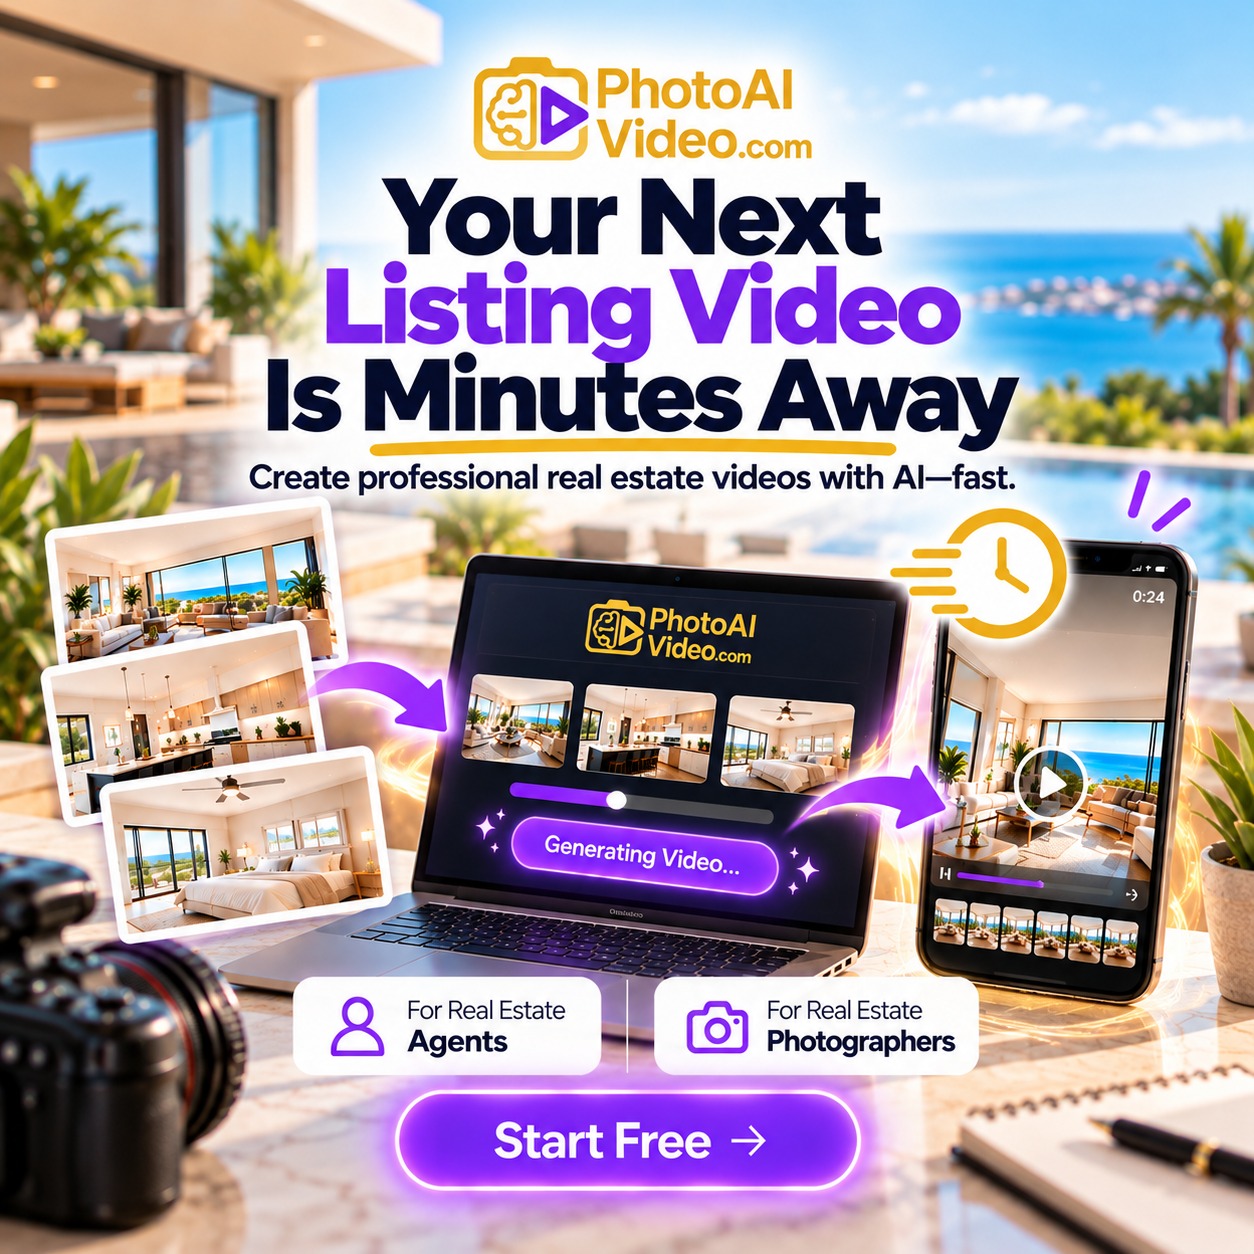 PhotoAI
Video.com
Your Next
Listing Video
Is Minutes Away
Create professional real estate videos with AI—fast.
0:24
PhotoAI
Video.com
Generating Video...
For Real Estate
Agents
For Real Estate
Photographers
Start Free →